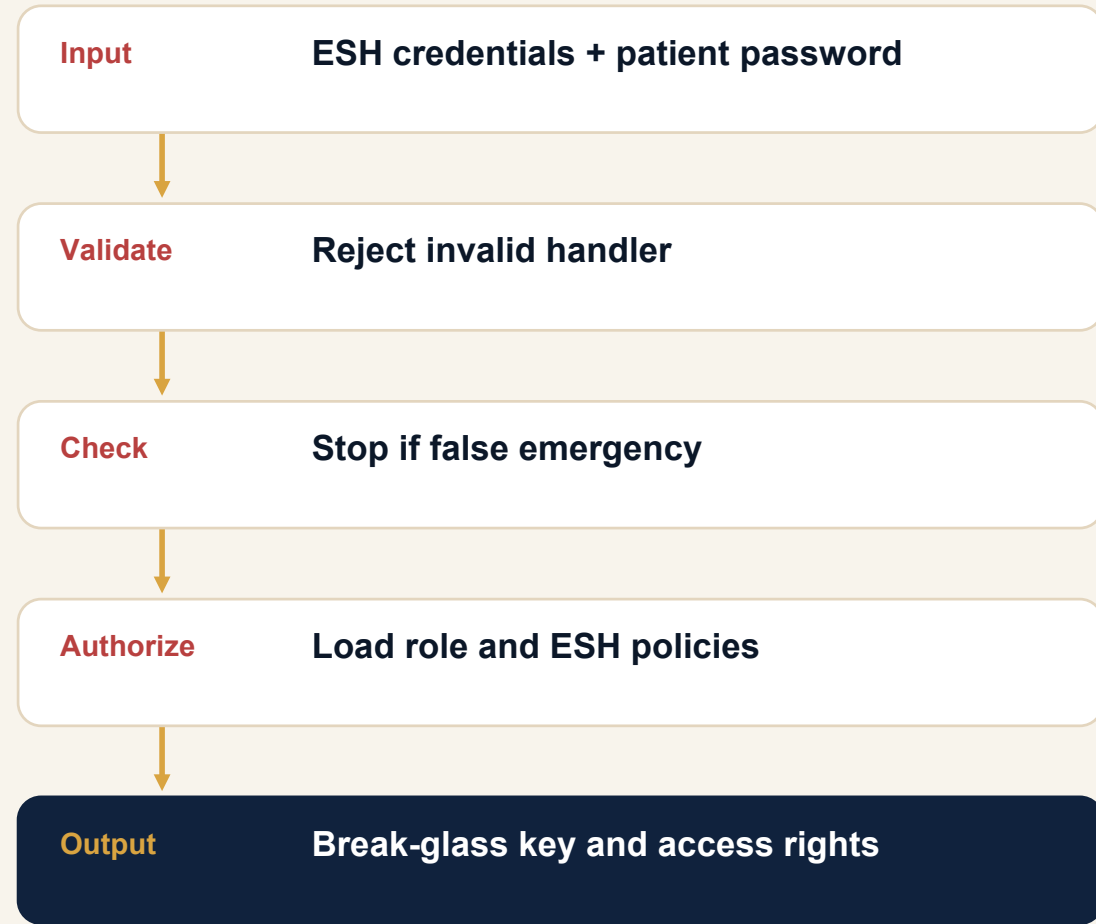 Input ESH credentials + patient password
Validate Reject invalid handler
Check Stop if false emergency
Authorize Load role and ESH policies
Output Break-glass key and access rights